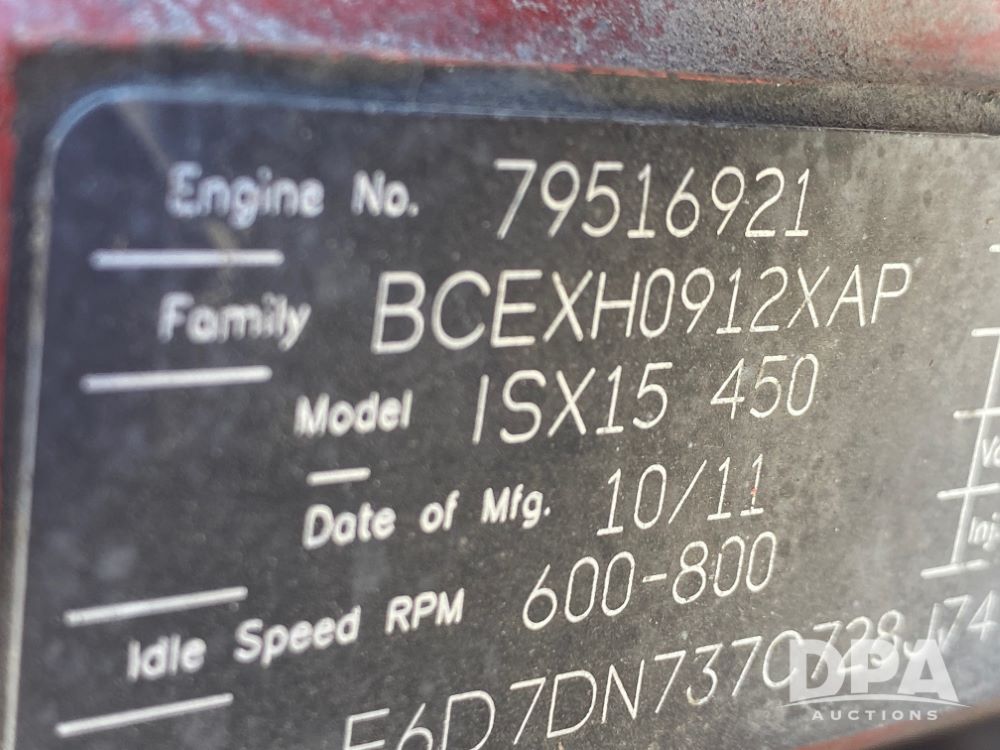 Engine No. 79516921
Family BCEXH0912XAP
Model ISX15 450
Date of Mfg. 10/11
Idle Speed RPM 600-800
Inj.
DPA
AUCTIONS